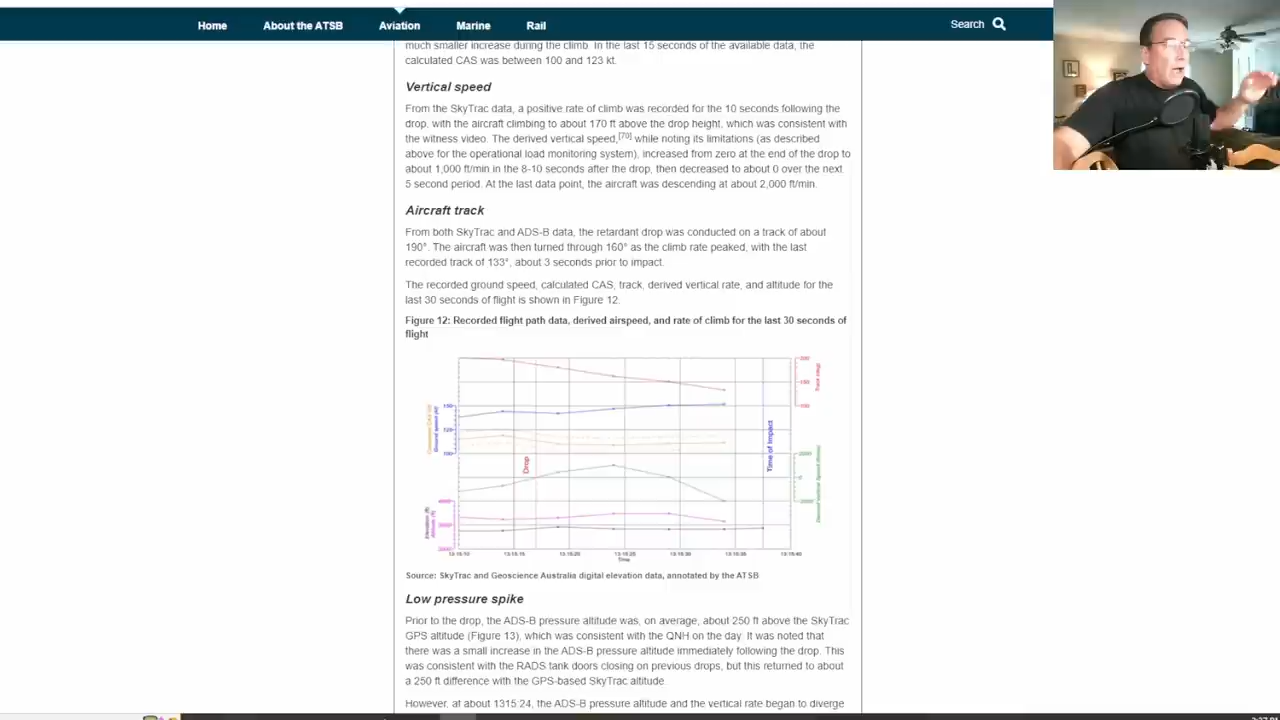 Home About the ATSB Aviation Marine Rail Search
much smaller increase during the climb. In the last 15 seconds of the available data, the
calculated CAS was between 100 and 123 kt.
Vertical speed
From the SkyTrac data, a positive rate of climb was recorded for the 10 seconds following the
drop, with the aircraft climbing to about 170 ft above the drop height, which was consistent with
the witness video. The derived vertical speed,[70] while noting its limitations (as described
above for the operational load monitoring system), increased from zero at the end of the drop to
about 1,000 ft/min in the 8-10 seconds after the drop, then decreased to about 0 over the next
5 second period. At the last data point, the aircraft was descending at about 2,000 ft/min.
Aircraft track
From both SkyTrac and ADS-B data, the retardant drop was conducted on a track of about
190°. The aircraft was then turned through 160° as the climb rate peaked, with the last
recorded track of 133°, about 3 seconds prior to impact.
The recorded ground speed, calculated CAS, track, derived vertical rate, and altitude for the
last 30 seconds of flight is shown in Figure 12.
Figure 12: Recorded flight path data, derived airspeed, and rate of climb for the last 30 seconds of
flight
Drop
Time of Impact
Time
Source: SkyTrac and Geoscience Australia digital elevation data, annotated by the ATSB
Low pressure spike
Prior to the drop, the ADS-B pressure altitude was, on average, about 250 ft above the SkyTrac
GPS altitude (Figure 13), which was consistent with the QNH on the day. It was noted that
there was a small increase in the ADS-B pressure altitude immediately following the drop. This
was consistent with the RADS tank doors closing on previous drops, but this returned to about
a 250 ft difference with the GPS-based SkyTrac altitude.
However, at about 1315:24, the ADS-B pressure altitude and the vertical rate began to diverge